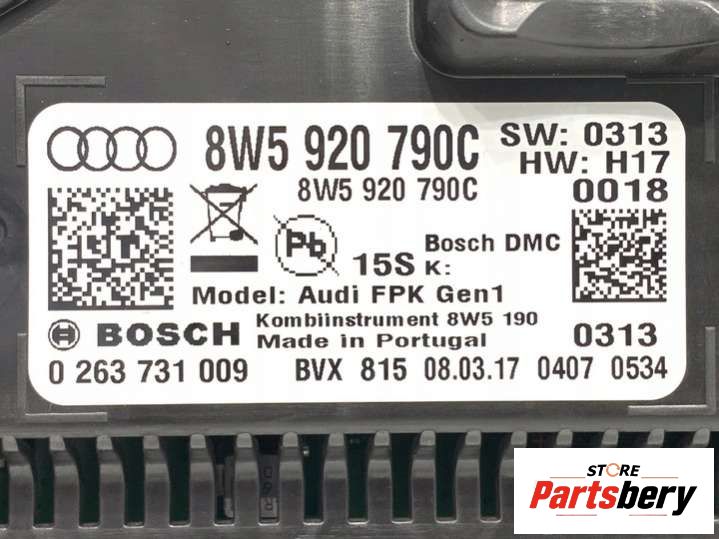 8W5 920 790C SW: 0313
HW: H17
8W5 920 790C 0018
Pb
15S K: Bosch DMC
Model: Audi FPK Gen1
BOSCH Kombiinstrument 8W5 190
Made in Portugal 0313
0 263 731 009 BVX 815 08.03.17 0407 0534
STORE
Partsbery